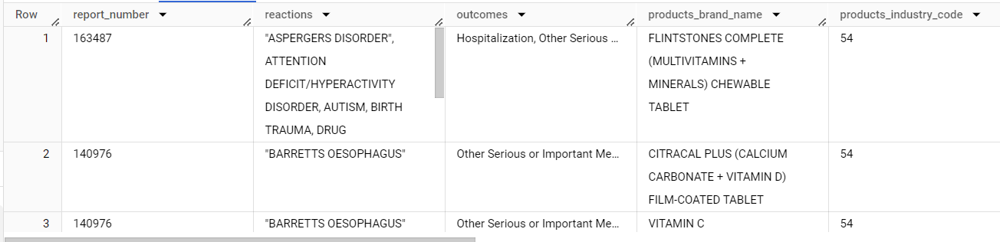 Row report_number reactions outcomes products_brand_name products_industry_code
1 163487 "ASPERGERS DISORDER", Hospitalization, Other Serious ... FLINTSTONES COMPLETE 54
ATTENTION (MULTIVITAMINS +
DEFICIT/HYPERACTIVITY MINERALS) CHEWABLE
DISORDER, AUTISM, BIRTH TABLET
TRAUMA, DRUG
2 140976 "BARRETTS OESOPHAGUS" Other Serious or Important Me... CITRACAL PLUS (CALCIUM 54
CARBONATE + VITAMIN D)
FILM-COATED TABLET
3 140976 "BARRETTS OESOPHAGUS" Other Serious or Important Me... VITAMIN C 54